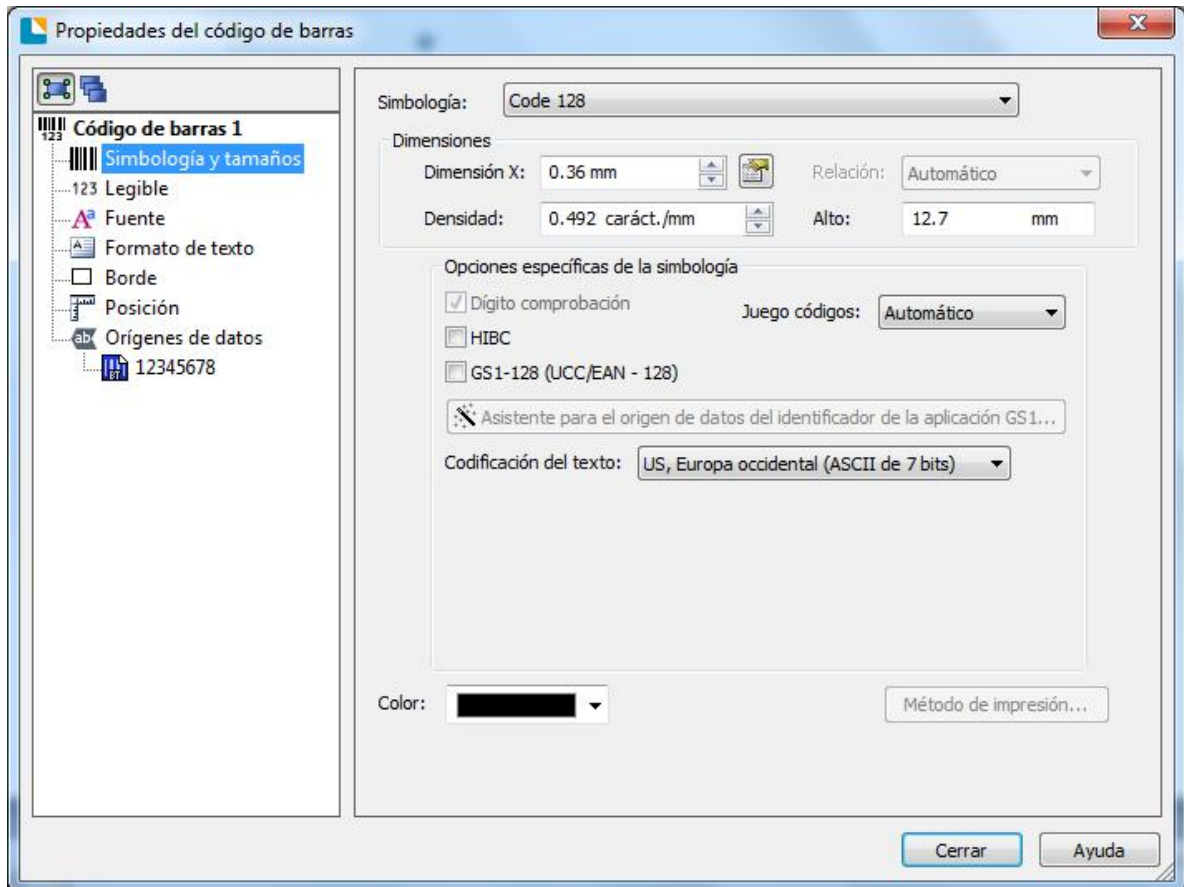 Propiedades del código de barras
Código de barras 1
Simbología y tamaños
123 Legible
Fuente
Formato de texto
Borde
Posición
Orígenes de datos
12345678
Simbología: Code 128
Dimensiones
Dimensión X: 0.36 mm Relación: Automático
Densidad: 0.492 caráct./mm Alto: 12.7 mm
Opciones específicas de la simbología
Dígito comprobación Juego códigos: Automático
HIBC
GS1-128 (UCC/EAN - 128)
Asistente para el origen de datos del identificador de la aplicación GS1...
Codificación del texto: US, Europa occidental (ASCII de 7 bits)
Color: Método de impresión...
Cerrar Ayuda